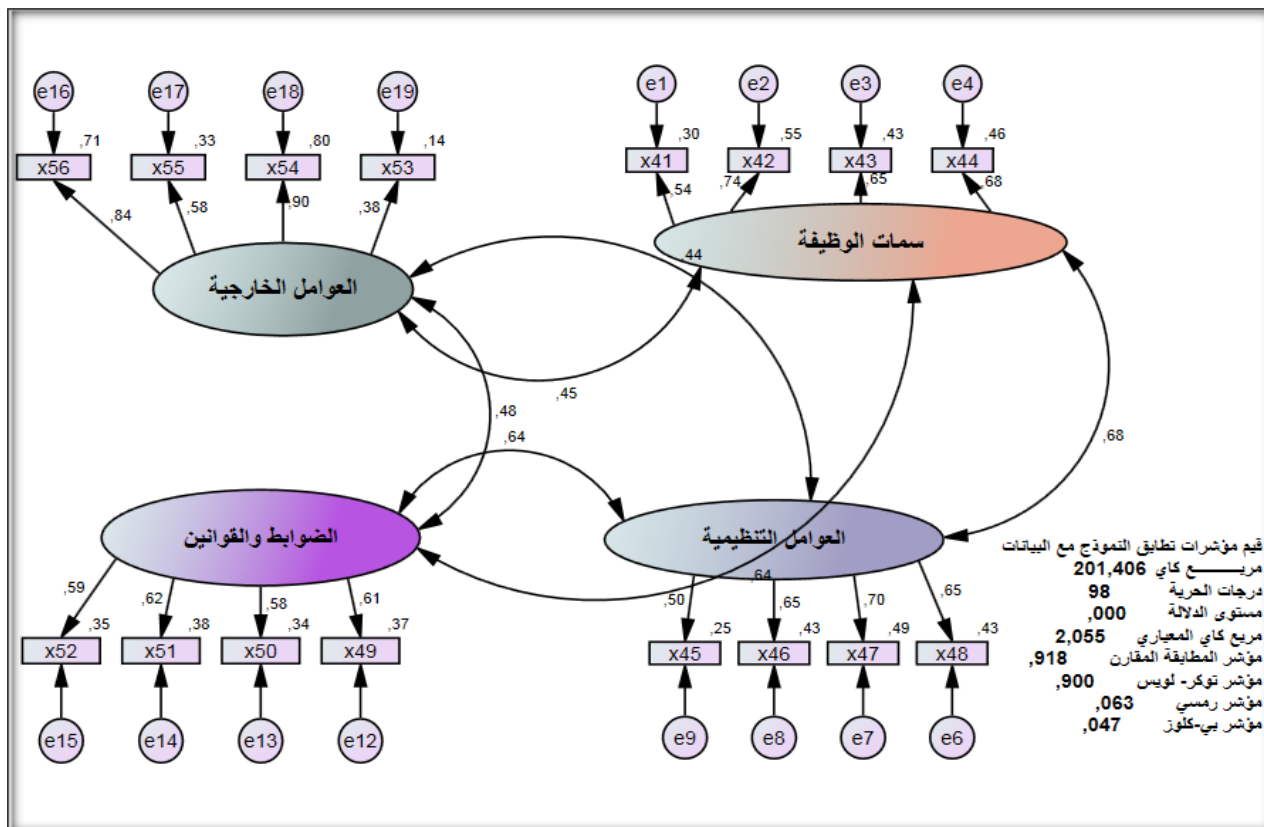 e16 e17 e18 e19
,71 ,33 ,80 ,14
x56 x55 x54 x53
,84 ,58 ,90 ,38
العوامل الخارجية
e1 e2 e3 e4
,30 ,55 ,43 ,46
x41 x42 x43 x44
,54 ,74 ,65 ,68
سمات الوظيفة
,44
,45
,48
,64
,68
,64
الضوابط والقوانين
,59 ,62 ,58 ,61
,35 ,38 ,34 ,37
x52 x51 x50 x49
e15 e14 e13 e12
العوامل التنظيمية
,50 ,65 ,70 ,65
,25 ,43 ,49 ,43
x45 x46 x47 x48
e9 e8 e7 e6
قيم مؤشرات تطابق النموذج مع البيانات
مربـــــــع كاي 201,406
درجات الحرية 98
مستوى الدلالة ,000
مربع كاي المعياري 2,055
مؤشر المطابقة المقارن ,918
مؤشر توكر- لويس ,900
مؤشر رمسي ,063
مؤشر بي-كلوز ,047